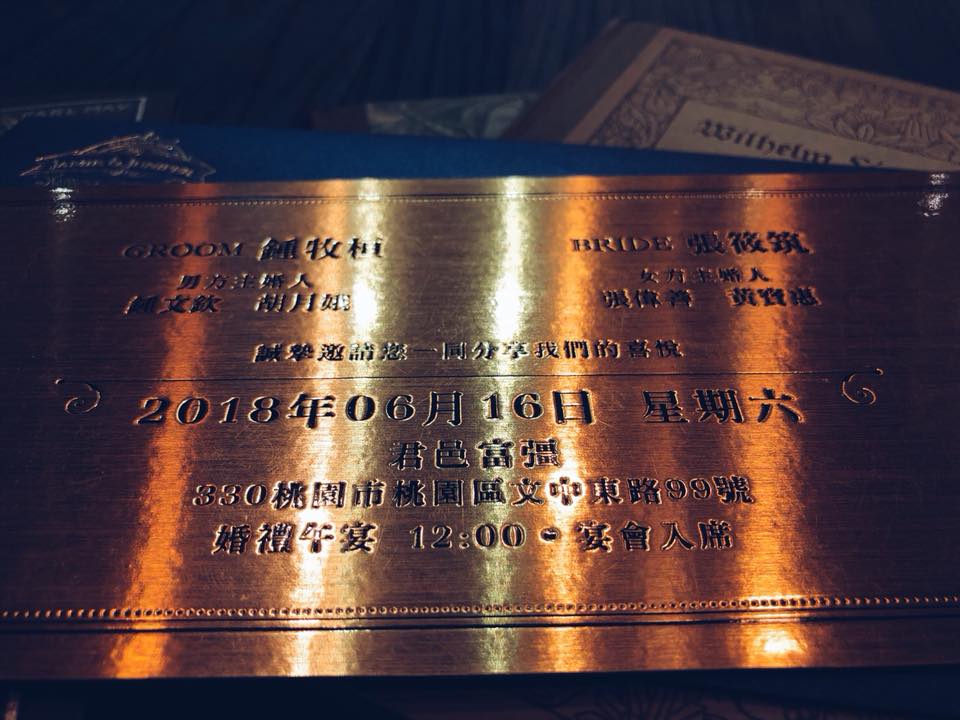 Wilhelm
GROOM 鍾牧桓 BRIDE 張筱筑
男方主婚人 女方主婚人
鍾文欽 胡月娥 張偉普 黃寶惠
誠摯邀請您一同分享我們的喜悅
2018年06月16日 星期六
君邑富彊
330桃園市桃園區文中東路99號
婚禮午宴 12:00 • 宴會入席